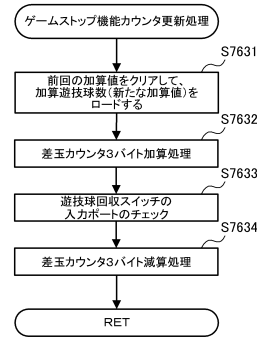 ゲームストップ機能カウンタ更新処理
S7631
前回の加算値をクリアして、
加算遊技球数(新たな加算値)を
ロードする
S7632
差玉カウンタ3バイト加算処理
S7633
遊技球回収スイッチの
入力ポートのチェック
S7634
差玉カウンタ3バイト減算処理
RET